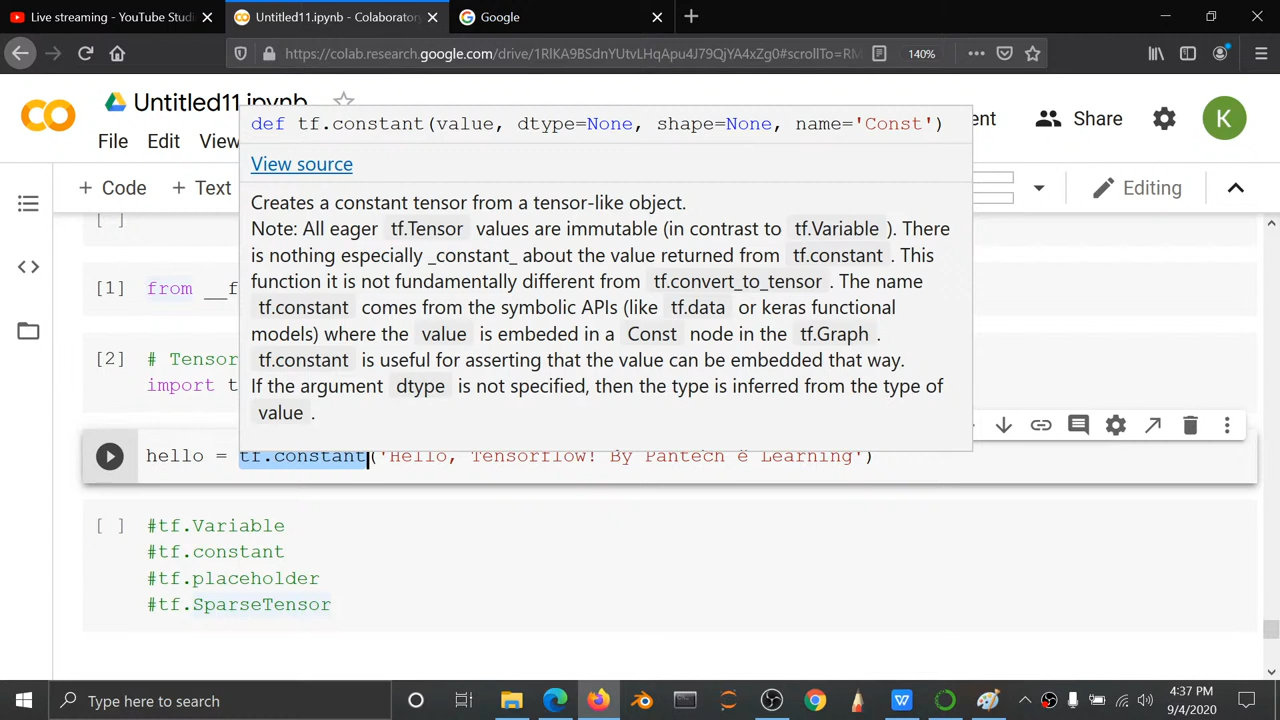 Live streaming - YouTube Studi
Untitled11.ipynb - Colaborator
Google
https://colab.research.google.com/drive/1RlKA9BSdnYUtvLHqApu4J79QjYA4xZg0#scrollTo=RM
140%
Untitled11.ipynb
File Edit View
Share
K
+ Code + Text
Editing
def tf.constant(value, dtype=None, shape=None, name='Const')
View source
Creates a constant tensor from a tensor-like object.
Note: All eager tf.Tensor values are immutable (in contrast to tf.Variable ). There
is nothing especially _constant_ about the value returned from tf.constant . This
function it is not fundamentally different from tf.convert_to_tensor . The name
tf.constant comes from the symbolic APIs (like tf.data or keras functional
models) where the value is embeded in a Const node in the tf.Graph .
tf.constant is useful for asserting that the value can be embedded that way.
If the argument dtype is not specified, then the type is inferred from the type of
value .
[ ]
[1] from __f
[2] # Tensor
import t
hello = tf.constant('Hello, Tensorflow! By Pantech ë Learning')
[ ] #tf.Variable
#tf.constant
#tf.placeholder
#tf.SparseTensor
Type here to search
4:37 PM
9/4/2020